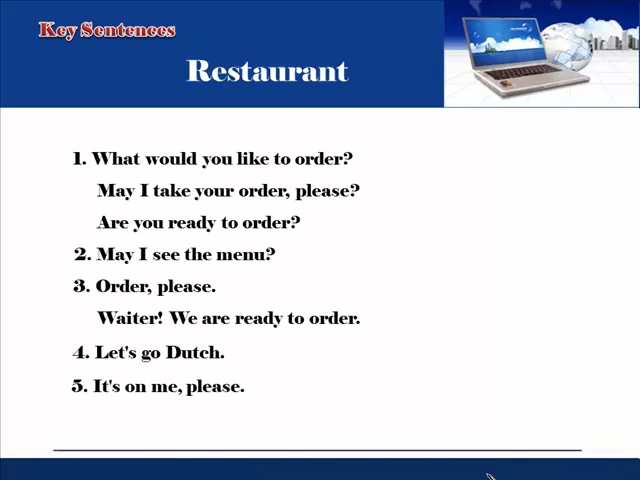 Key Sentences
Restaurant
1. What would you like to order?
May I take your order, please?
Are you ready to order?
2. May I see the menu?
3. Order, please.
Waiter! We are ready to order.
4. Let's go Dutch.
5. It's on me, please.